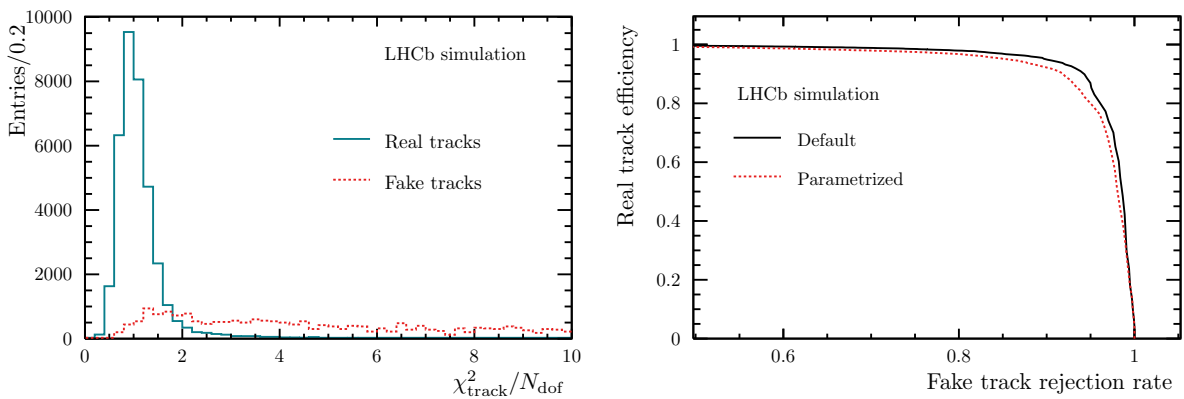 10000
8000
6000
4000
2000
0
Entries/0.2
LHCb simulation
Real tracks
Fake tracks
0 2 4 6 8 10
χ²track/Ndof
1
0.8
0.6
0.4
0.2
0
Real track efficiency
LHCb simulation
Default
Parametrized
0.6 0.8 1
Fake track rejection rate